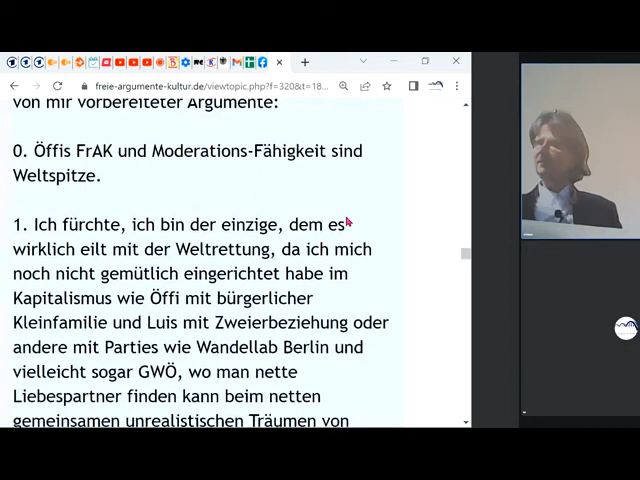 freie-argumente-kultur.de/viewtopic.php?f=320&t=18...
von mir vorbereiteter Argumente:
0. Öffis FrAK und Moderations-Fähigkeit sind
Weltspitze.
1. Ich fürchte, ich bin der einzige, dem es
wirklich eilt mit der Weltrettung, da ich mich
noch nicht gemütlich eingerichtet habe im
Kapitalismus wie Öffi mit bürgerlicher
Kleinfamilie und Luis mit Zweierbeziehung oder
andere mit Parties wie Wandellab Berlin und
vielleicht sogar GWÖ, wo man nette
Liebespartner finden kann beim netten
gemeinsamen unrealistischen Träumen von